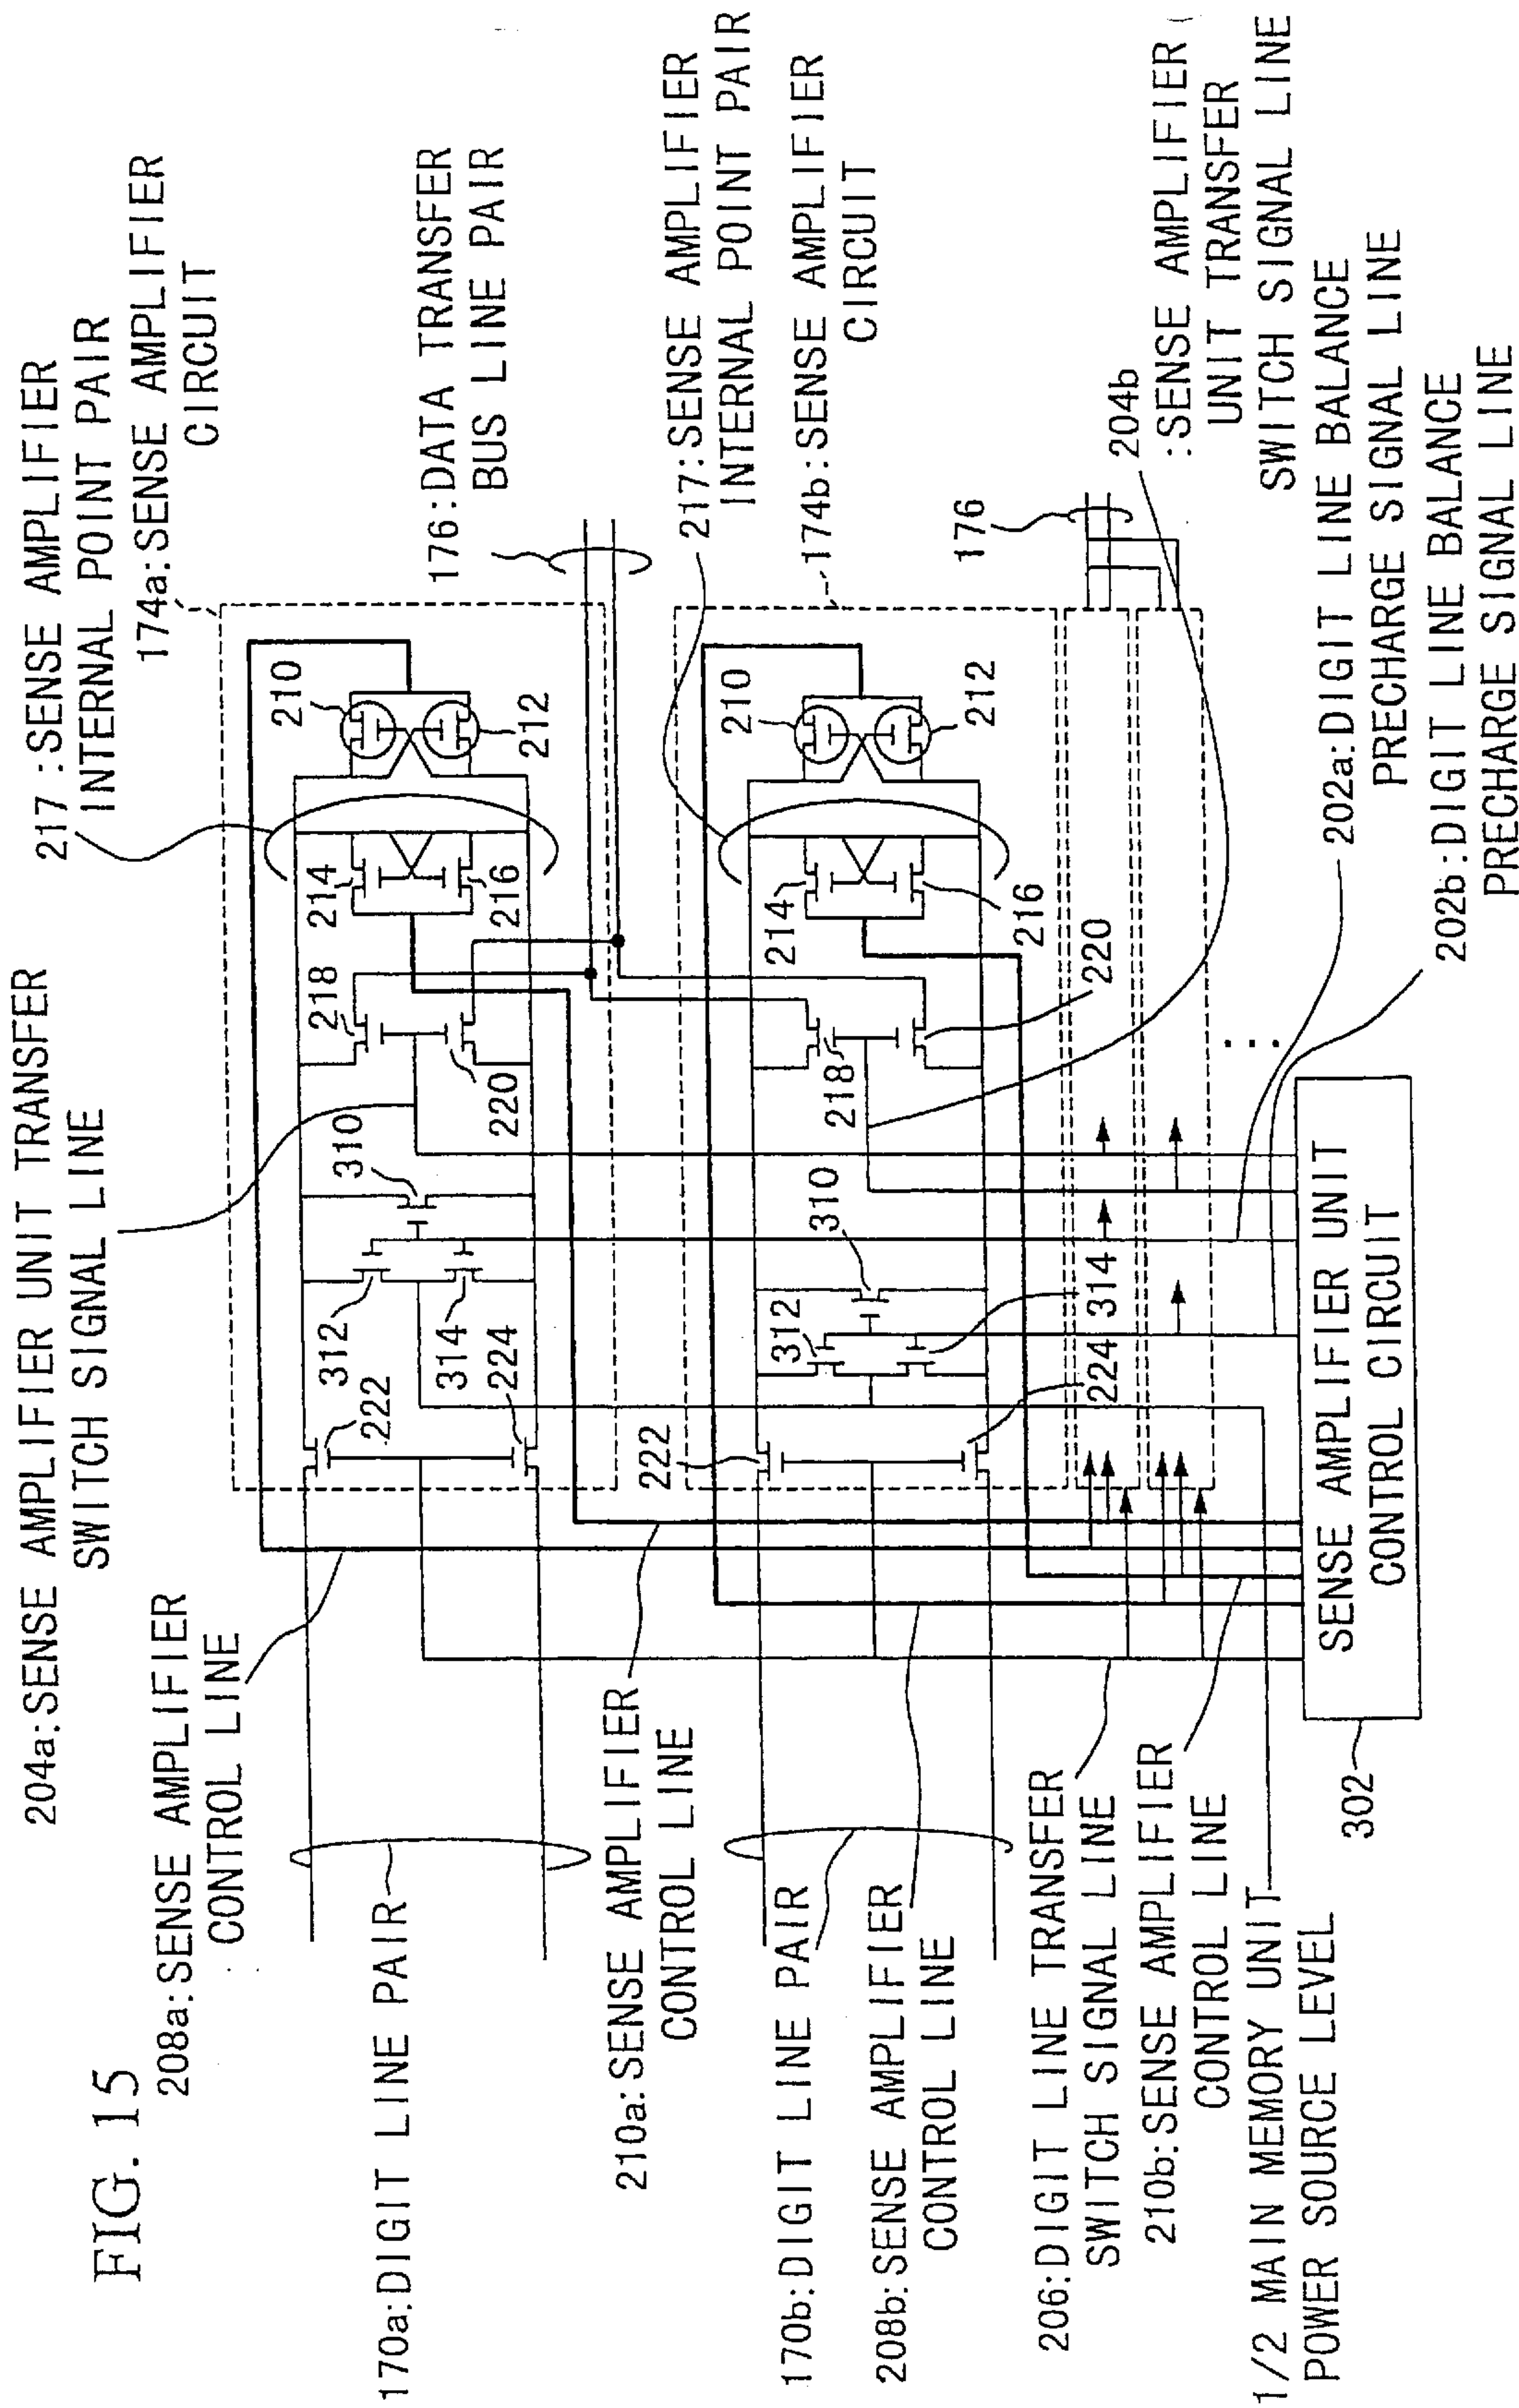 FIG. 15
217:SENSE AMPLIFIER
INTERNAL POINT PAIR
174a:SENSE AMPLIFIER
CIRCUIT
204a:SENSE AMPLIFIER UNIT TRANSFER
SWITCH SIGNAL LINE
208a:SENSE AMPLIFIER
CONTROL LINE
170a:DIGIT LINE PAIR
222
312
314
224
310
218
220
214
216
210
212
176:DATA TRANSFER
BUS LINE PAIR
210a:SENSE AMPLIFIER
CONTROL LINE
217:SENSE AMPLIFIER
INTERNAL POINT PAIR
174b:SENSE AMPLIFIER
CIRCUIT
170b:DIGIT LINE PAIR
208b:SENSE AMPLIFIER
CONTROL LINE
222
312
310
218
214
210
212
216
220
314
224
176
204b
:SENSE AMPLIFIER
UNIT TRANSFER
SWITCH SIGNAL LINE
206:DIGIT LINE TRANSFER
SWITCH SIGNAL LINE
210b:SENSE AMPLIFIER
CONTROL LINE
1/2 MAIN MEMORY UNIT
POWER SOURCE LEVEL
302
SENSE AMPLIFIER UNIT
CONTROL CIRCUIT
202a:DIGIT LINE BALANCE
PRECHARGE SIGNAL LINE
202b:DIGIT LINE BALANCE
PRECHARGE SIGNAL LINE